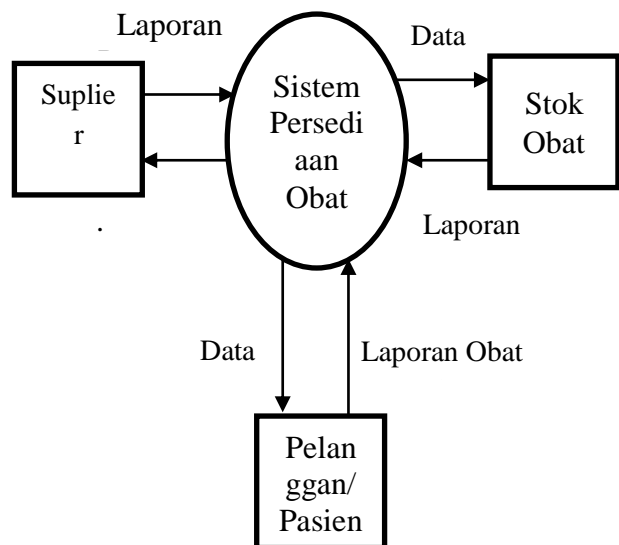 Laporan
Data
Suplie
r
Sistem
Persedi
aan
Obat
Stok
Obat
.
Laporan
Data
Laporan Obat
Pelan
ggan/
Pasien